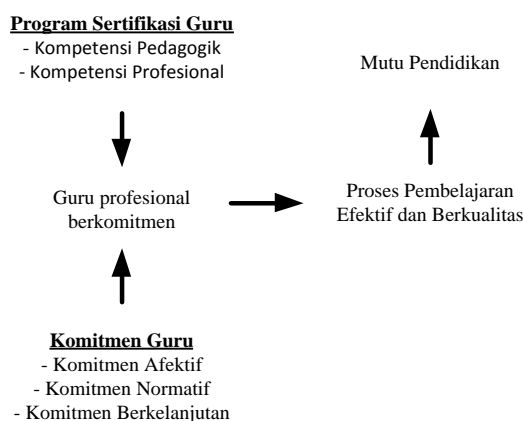 Program Sertifikasi Guru
- Kompetensi Pedagogik
- Kompetensi Profesional
Mutu Pendidikan
Guru profesional
berkomitmen
Proses Pembelajaran
Efektif dan Berkualitas
Komitmen Guru
- Komitmen Afektif
- Komitmen Normatif
- Komitmen Berkelanjutan